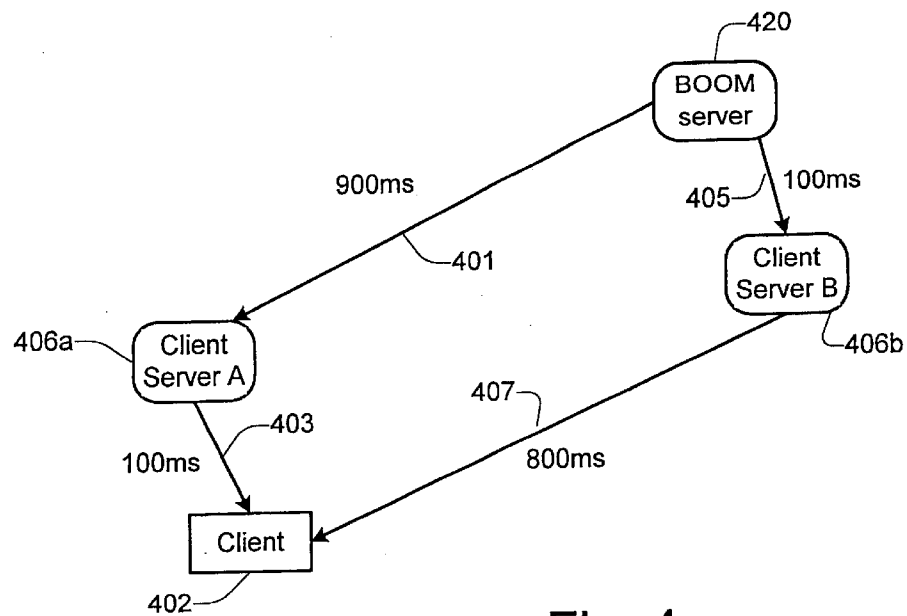 420
BOOM
server
900ms
405
100ms
401
Client
Server B
406a
Client
Server A
406b
407
403
100ms
800ms
Client
402